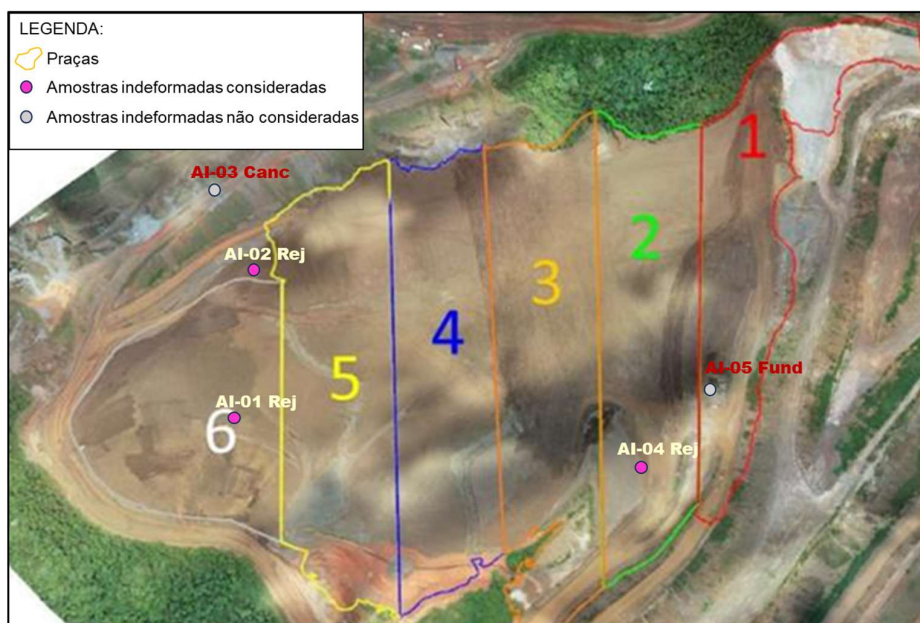 LEGENDA:
Praças
Amostras indeformadas consideradas
Amostras indeformadas não consideradas
1
AI-03 Canc
2
AI-02 Rej
3
4
5
AI-05 Fund
AI-01 Rej
6
AI-04 Rej